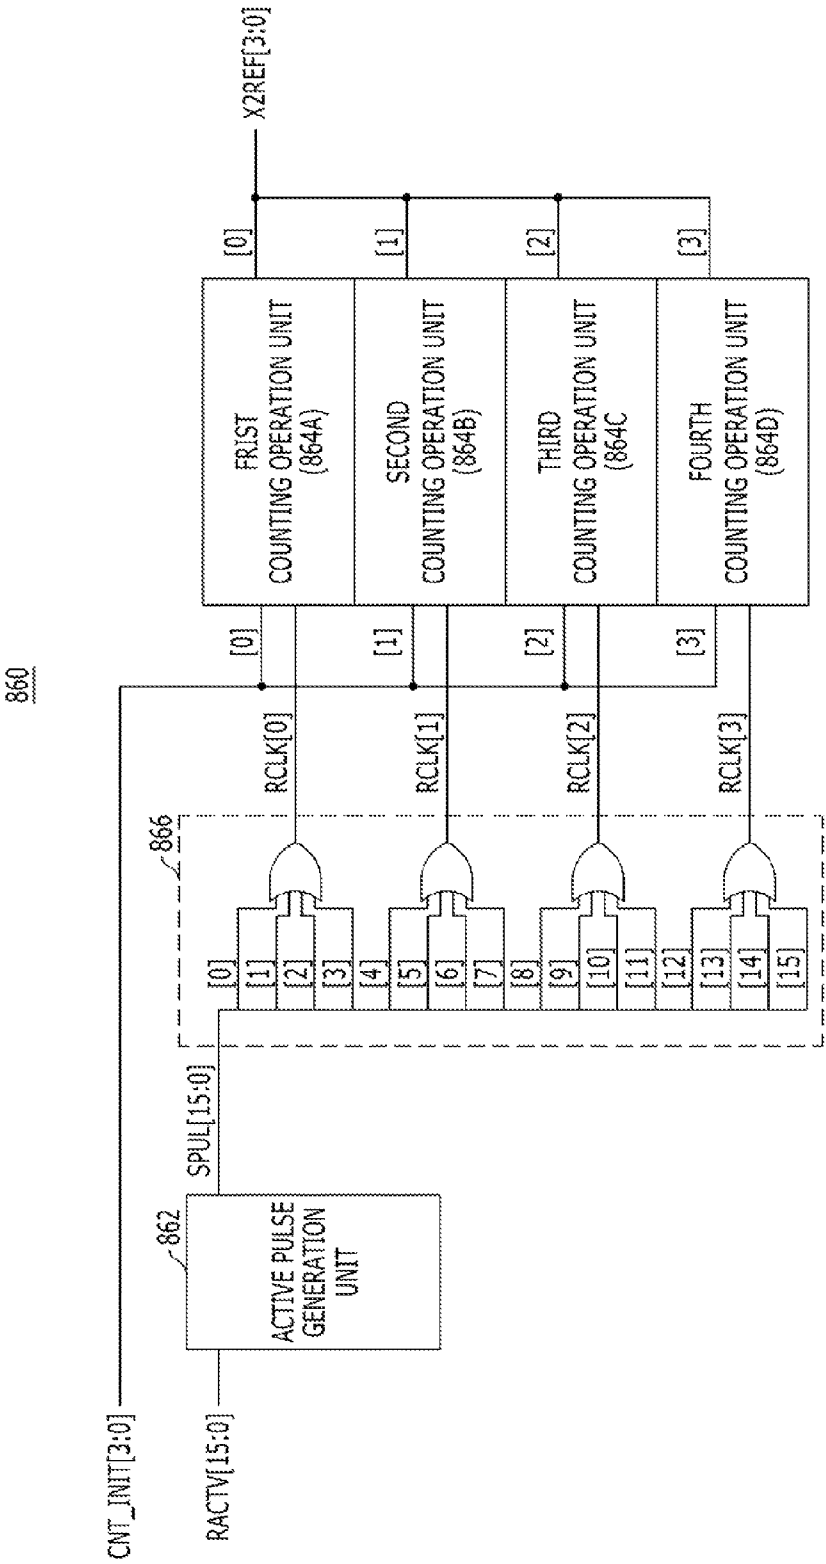 860
CNT_INIT[3:0]
RACTV[15:0]
862
ACTIVE PULSE
GENERATION
UNIT
SPUL[15:0]
866
[0]
[1]
[2]
[3]
[4]
[5]
[6]
[7]
[8]
[9]
[10]
[11]
[12]
[13]
[14]
[15]
RCLK[0]
RCLK[1]
RCLK[2]
RCLK[3]
[0]
[1]
[2]
[3]
FRIST
COUNTING OPERATION UNIT
(864A)
SECOND
COUNTING OPERATION UNIT
(864B)
THIRD
COUNTING OPERATION UNIT
(864C
FOURTH
COUNTING OPERATION UNIT
(864D)
[0]
[1]
[2]
[3]
X2REF[3:0]